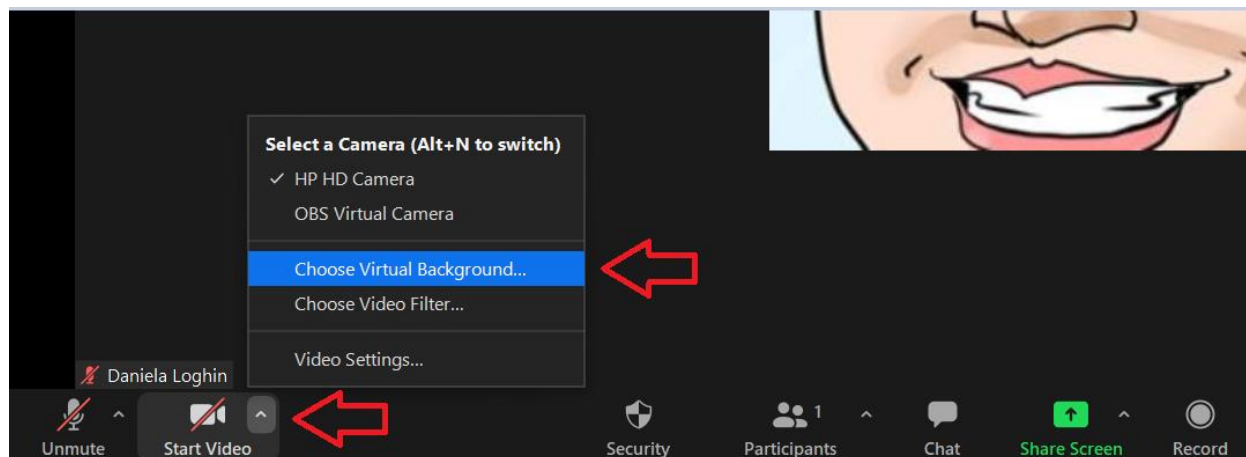 Select a Camera (Alt+N to switch)
HP HD Camera
OBS Virtual Camera
Choose Virtual Background...
Choose Video Filter...
Video Settings...
Daniela Loghin
1
Unmute Start Video Security Participants Chat Share Screen Record